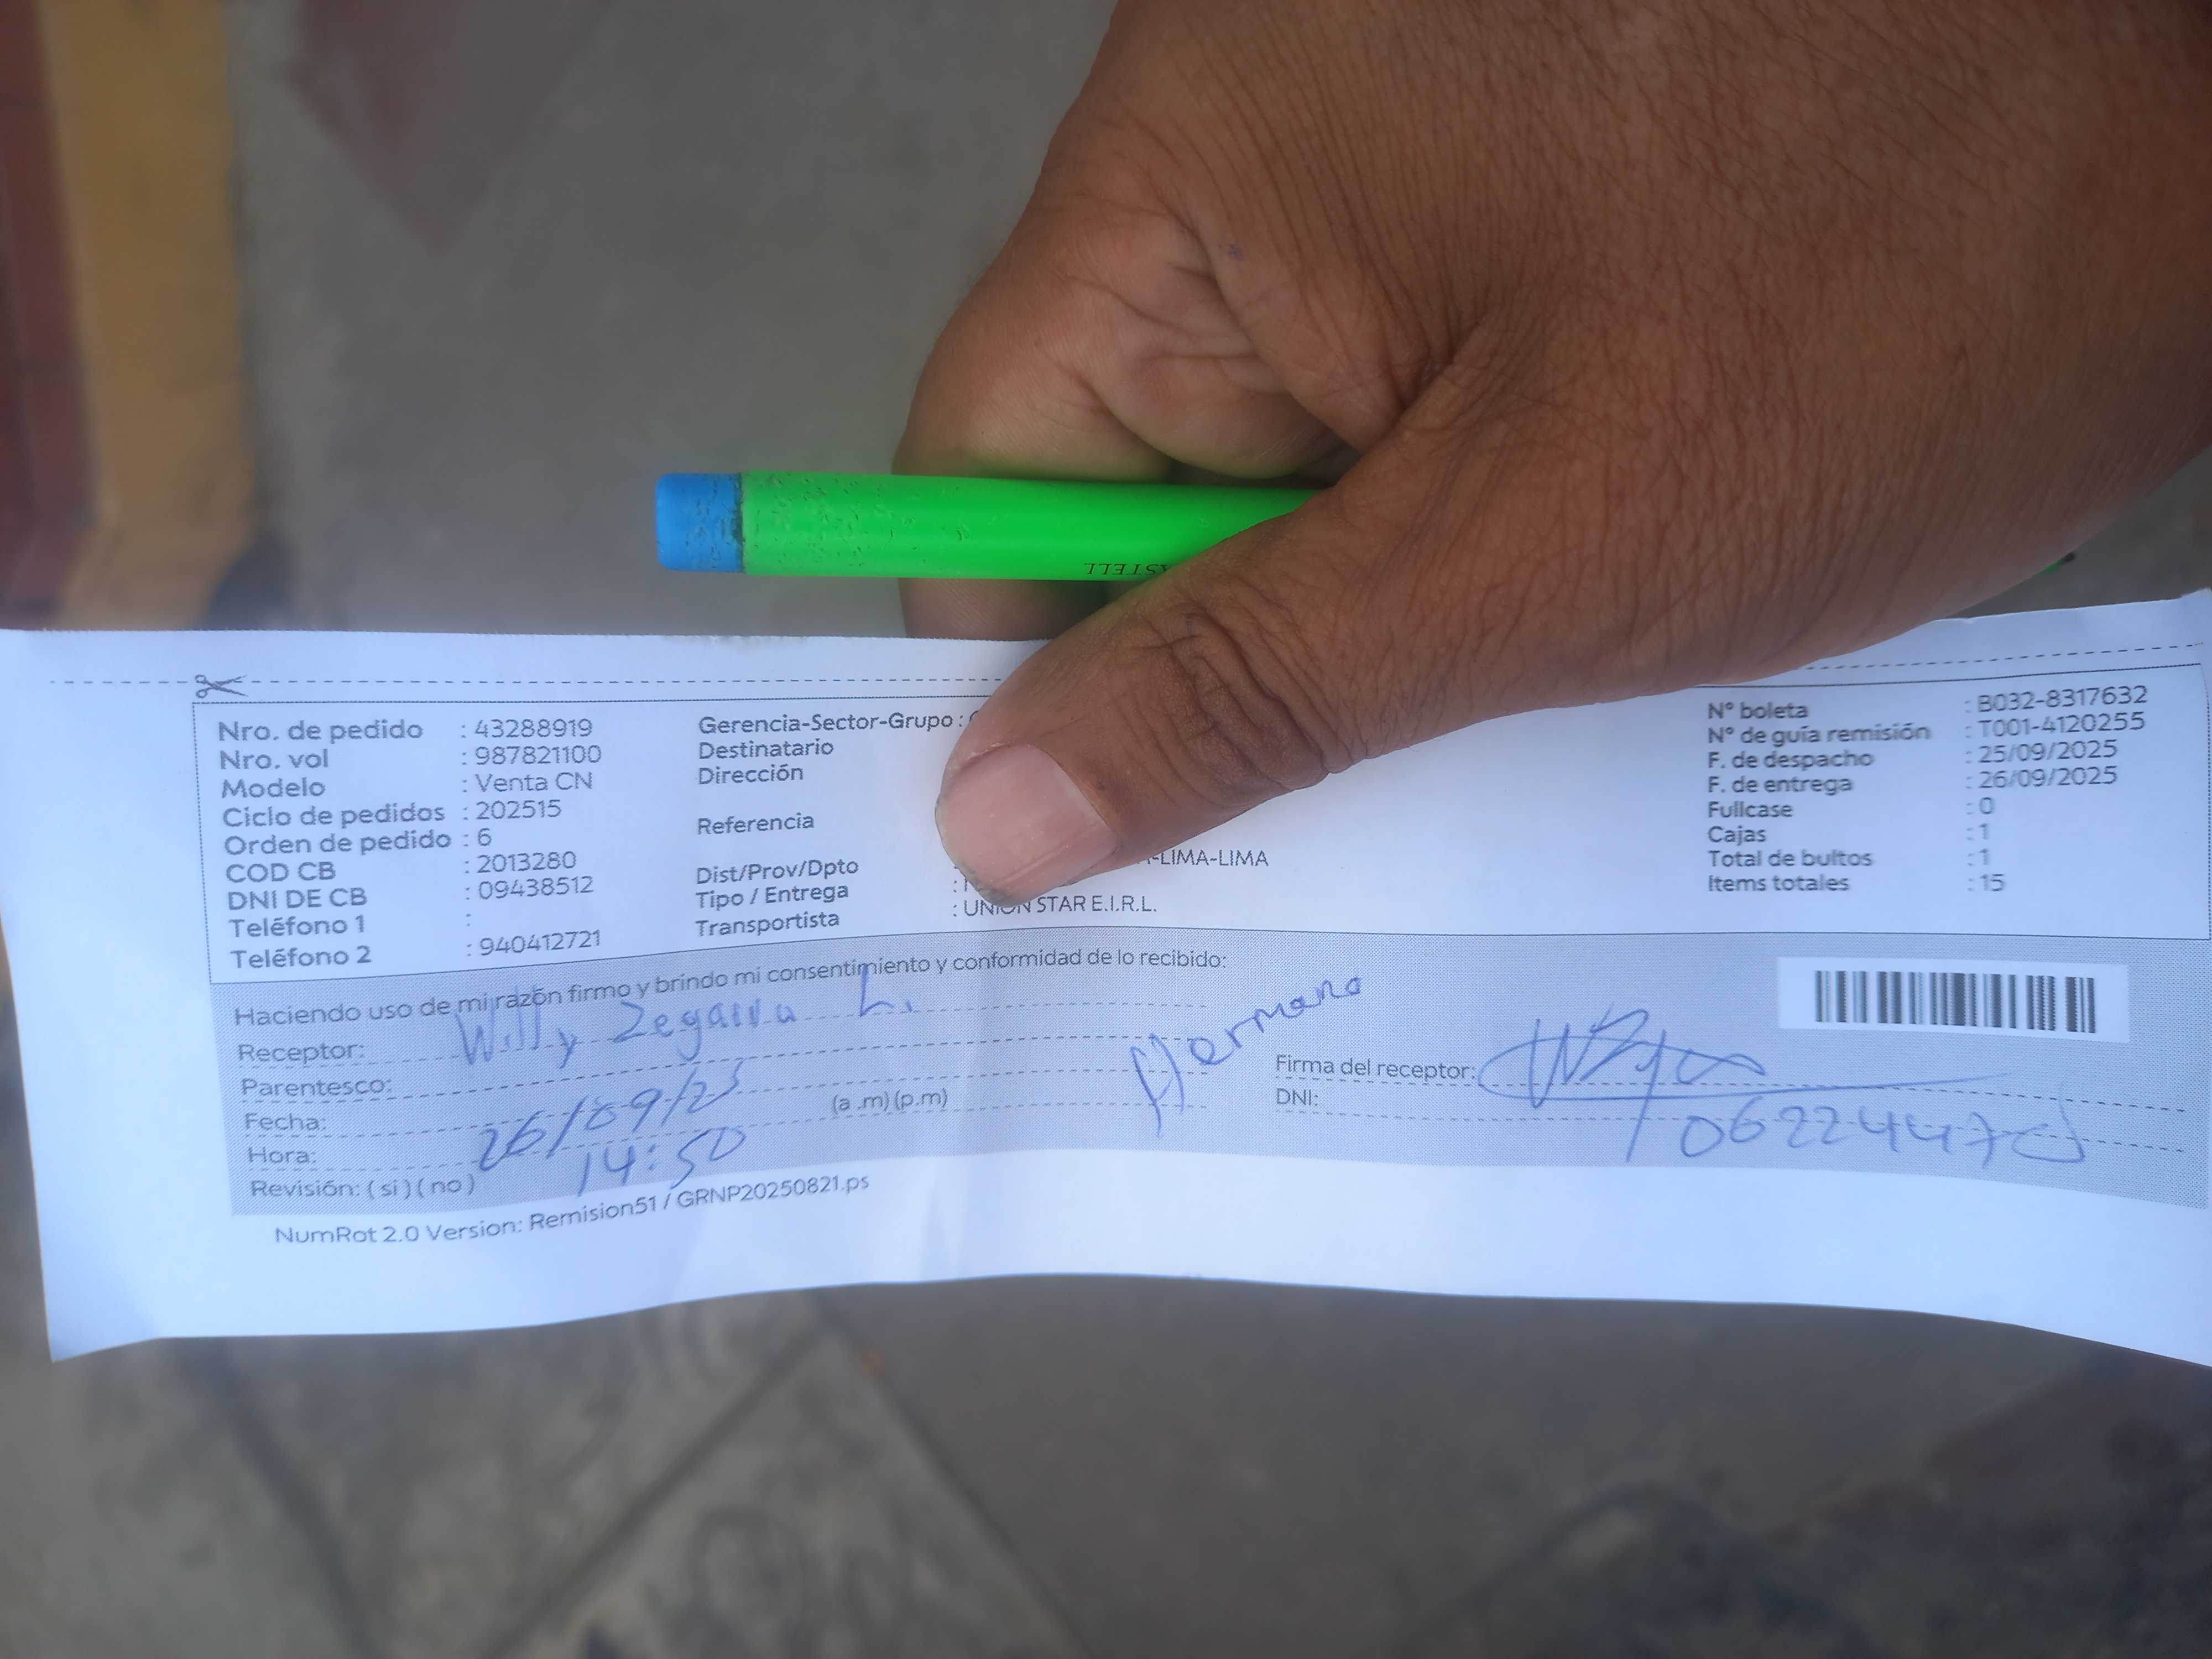 ASTELL
Nro. de pedido : 43288919
Nro. vol : 987821100
Modelo : Venta CN
Ciclo de pedidos : 202515
Orden de pedido : 6
COD CB : 2013280
DNI DE CB : 09438512
Teléfono 1 :
Teléfono 2 : 940412721
Gerencia-Sector-Grupo :
Destinatario
Dirección
Referencia
Dist/Prov/Dpto -LIMA-LIMA
Tipo / Entrega :
Transportista : UNION STAR E.I.R.L.
N° boleta : B032-8317632
N° de guía remisión : T001-4120255
F. de despacho : 25/09/2025
F. de entrega : 26/09/2025
Fullcase : 0
Cajas : 1
Total de bultos : 1
Items totales : 15
Haciendo uso de mi razón firmo y brindo mi consentimiento y conformidad de lo recibido:
Receptor: Willy Zegarra L.
Parentesco: Hermano
Fecha: 26/09/25
Hora: 14:50 (a .m) (p.m)
Revisión: ( si ) ( no )
Firma del receptor:
DNI: 06224470
NumRot 2.0 Version: Remision51 / GRNP20250821.ps